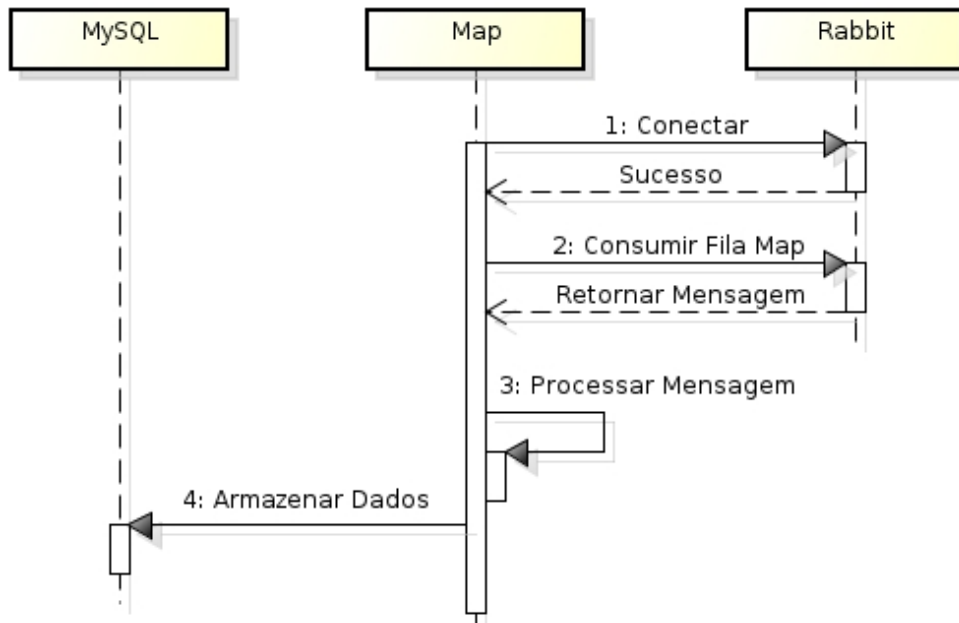 MySQL
Map
Rabbit
1: Conectar
Sucesso
2: Consumir Fila Map
Retornar Mensagem
3: Processar Mensagem
4: Armazenar Dados